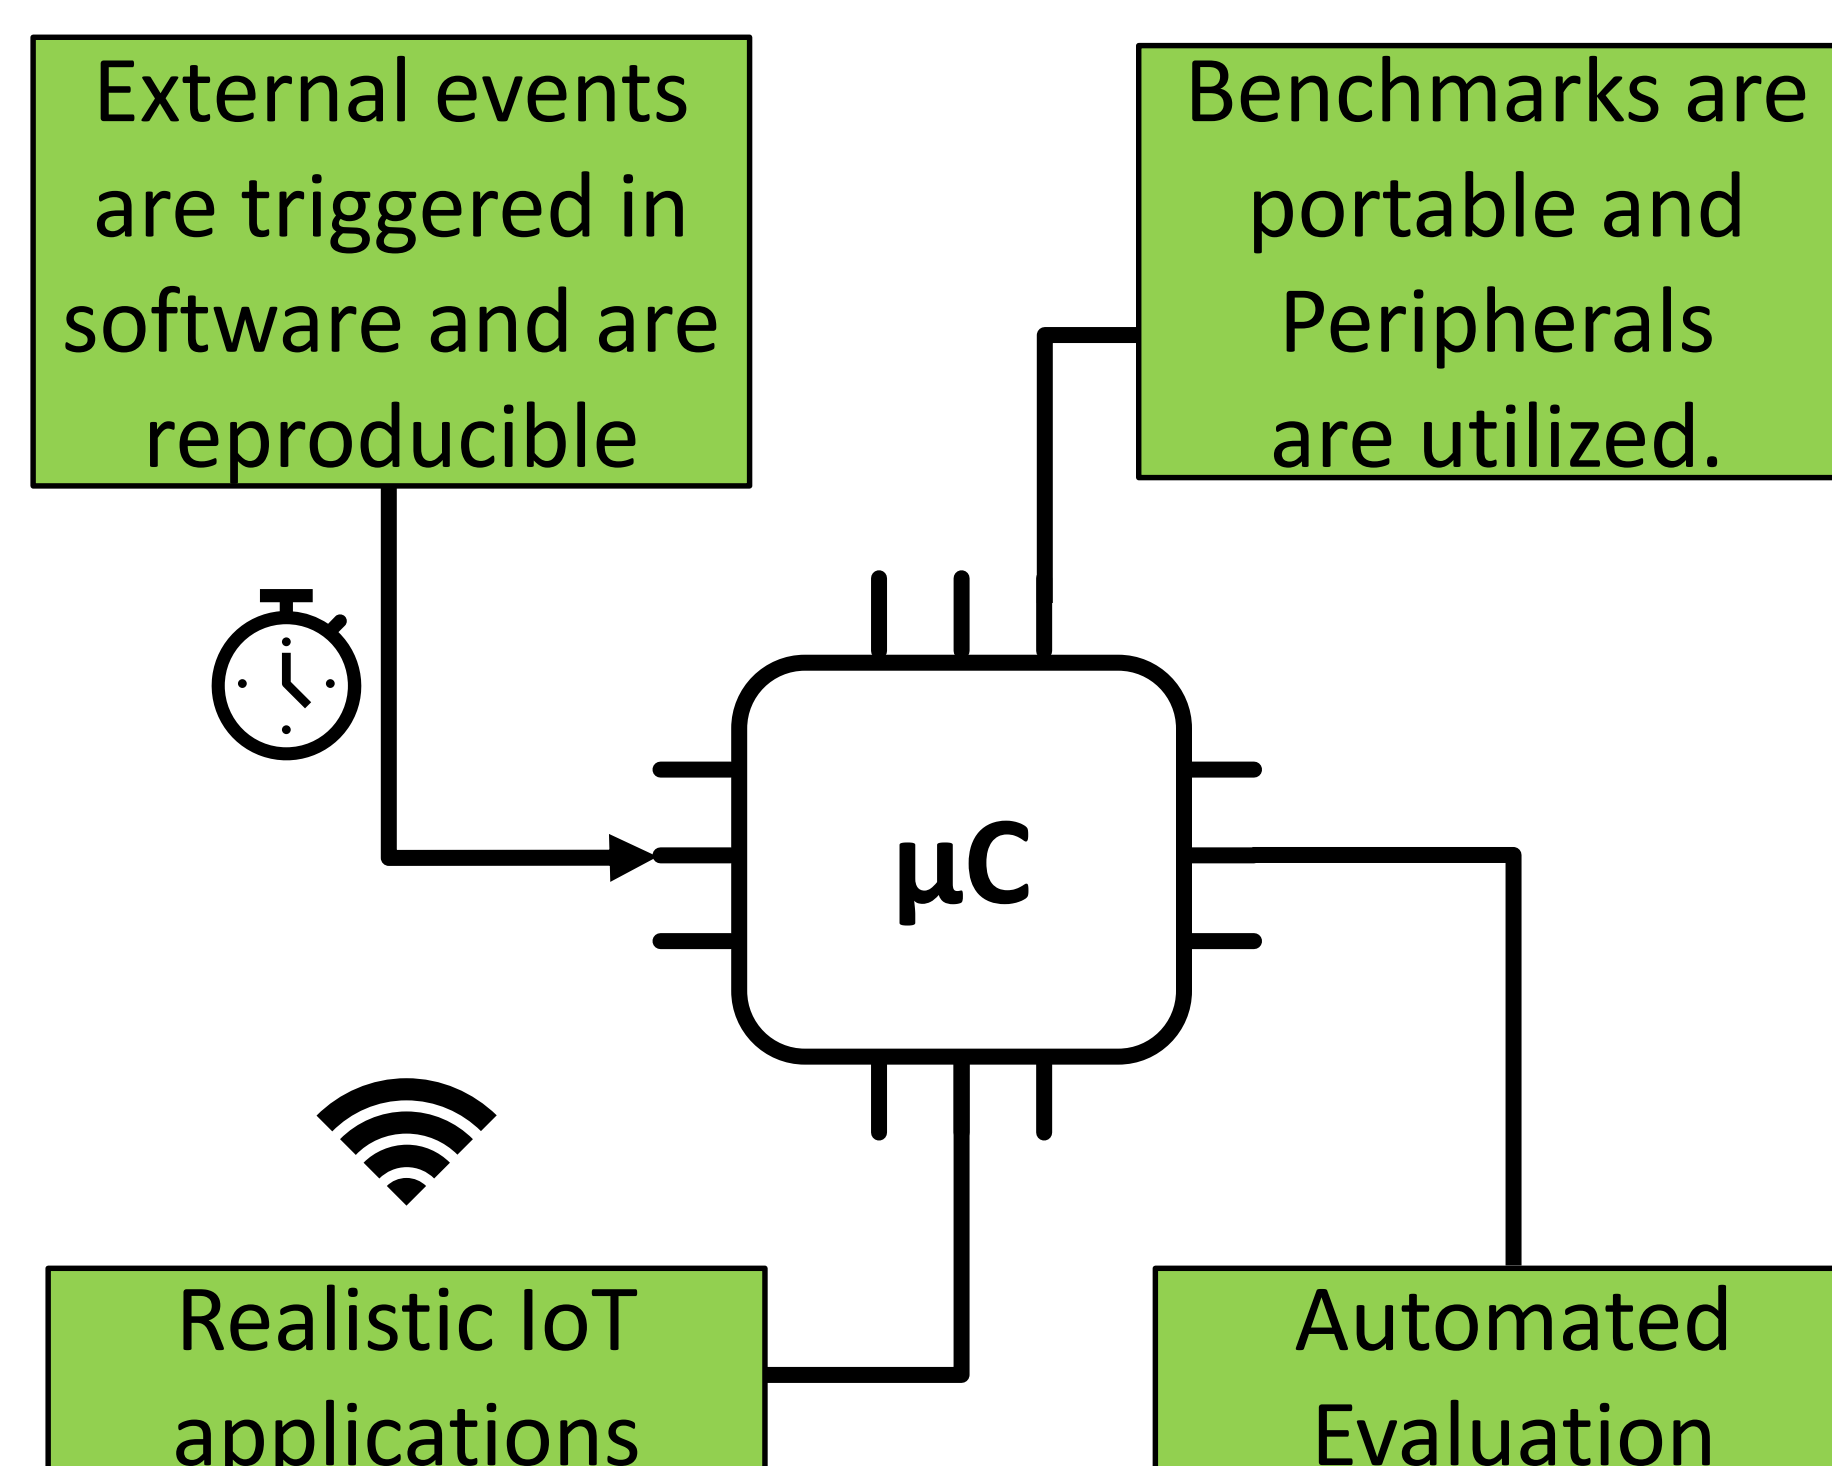 External events
are triggered in
software and are
reproducible
Benchmarks are
portable and
Peripherals
are utilized.
µC
Realistic IoT
applications
Automated
Evaluation